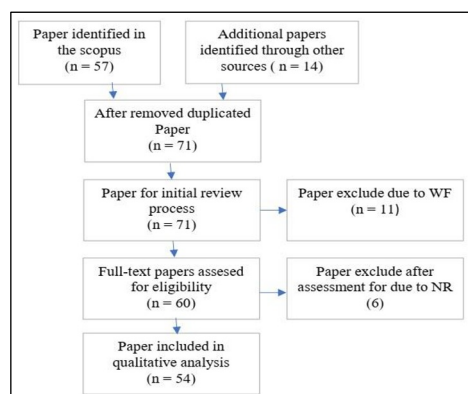 Paper identified in
the scopus
(n = 57)
Additional papers
identified through other
sources ( n = 14)
After removed duplicated
Paper
(n = 71)
Paper for initial review
process
(n = 71)
Paper exclude due to WF
(n = 11)
Full-text papers assesed
for eligibility
(n = 60)
Paper exclude after
assessment for due to NR
(6)
Paper included in
qualitative analysis
(n = 54)